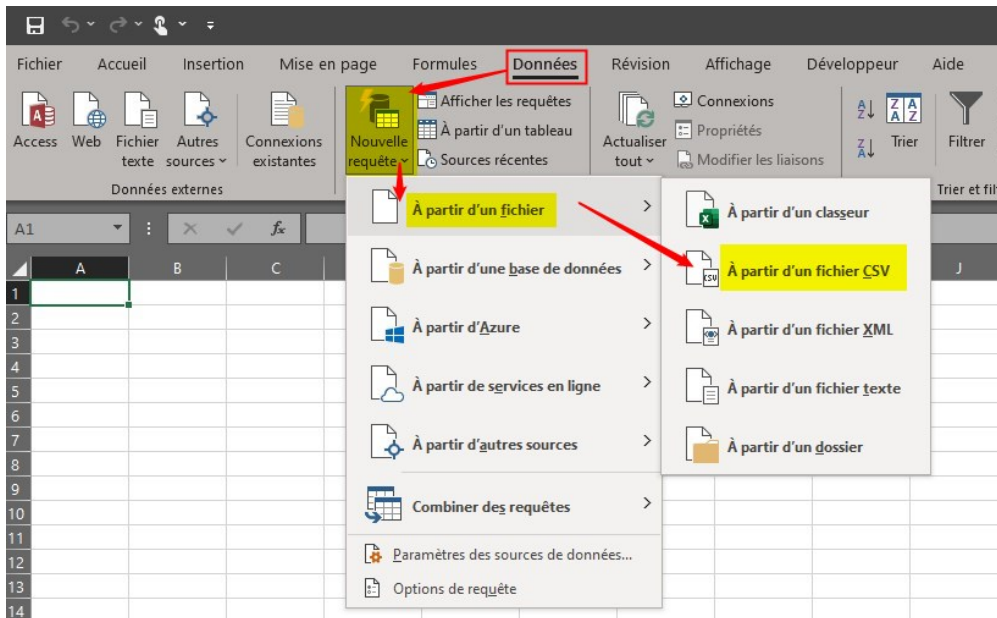 Fichier Accueil Insertion Mise en page Formules Données Révision Affichage Développeur Aide
Access Web Fichier texte Autres sources Connexions existantes
Données externes
Nouvelle requête
Afficher les requêtes
À partir d'un tableau
Sources récentes
Actualiser tout
Connexions
Propriétés
Modifier les liaisons
Trier Filtrer
Trier et fil
A1 fx
A B C J
1
2
3
4
5
6
7
8
9
10
11
12
13
14
À partir d'un fichier
À partir d'une base de données
À partir d'Azure
À partir de services en ligne
À partir d'autres sources
Combiner des requêtes
Paramètres des sources de données...
Options de requête
À partir d'un classeur
À partir d'un fichier CSV
À partir d'un fichier XML
À partir d'un fichier texte
À partir d'un dossier